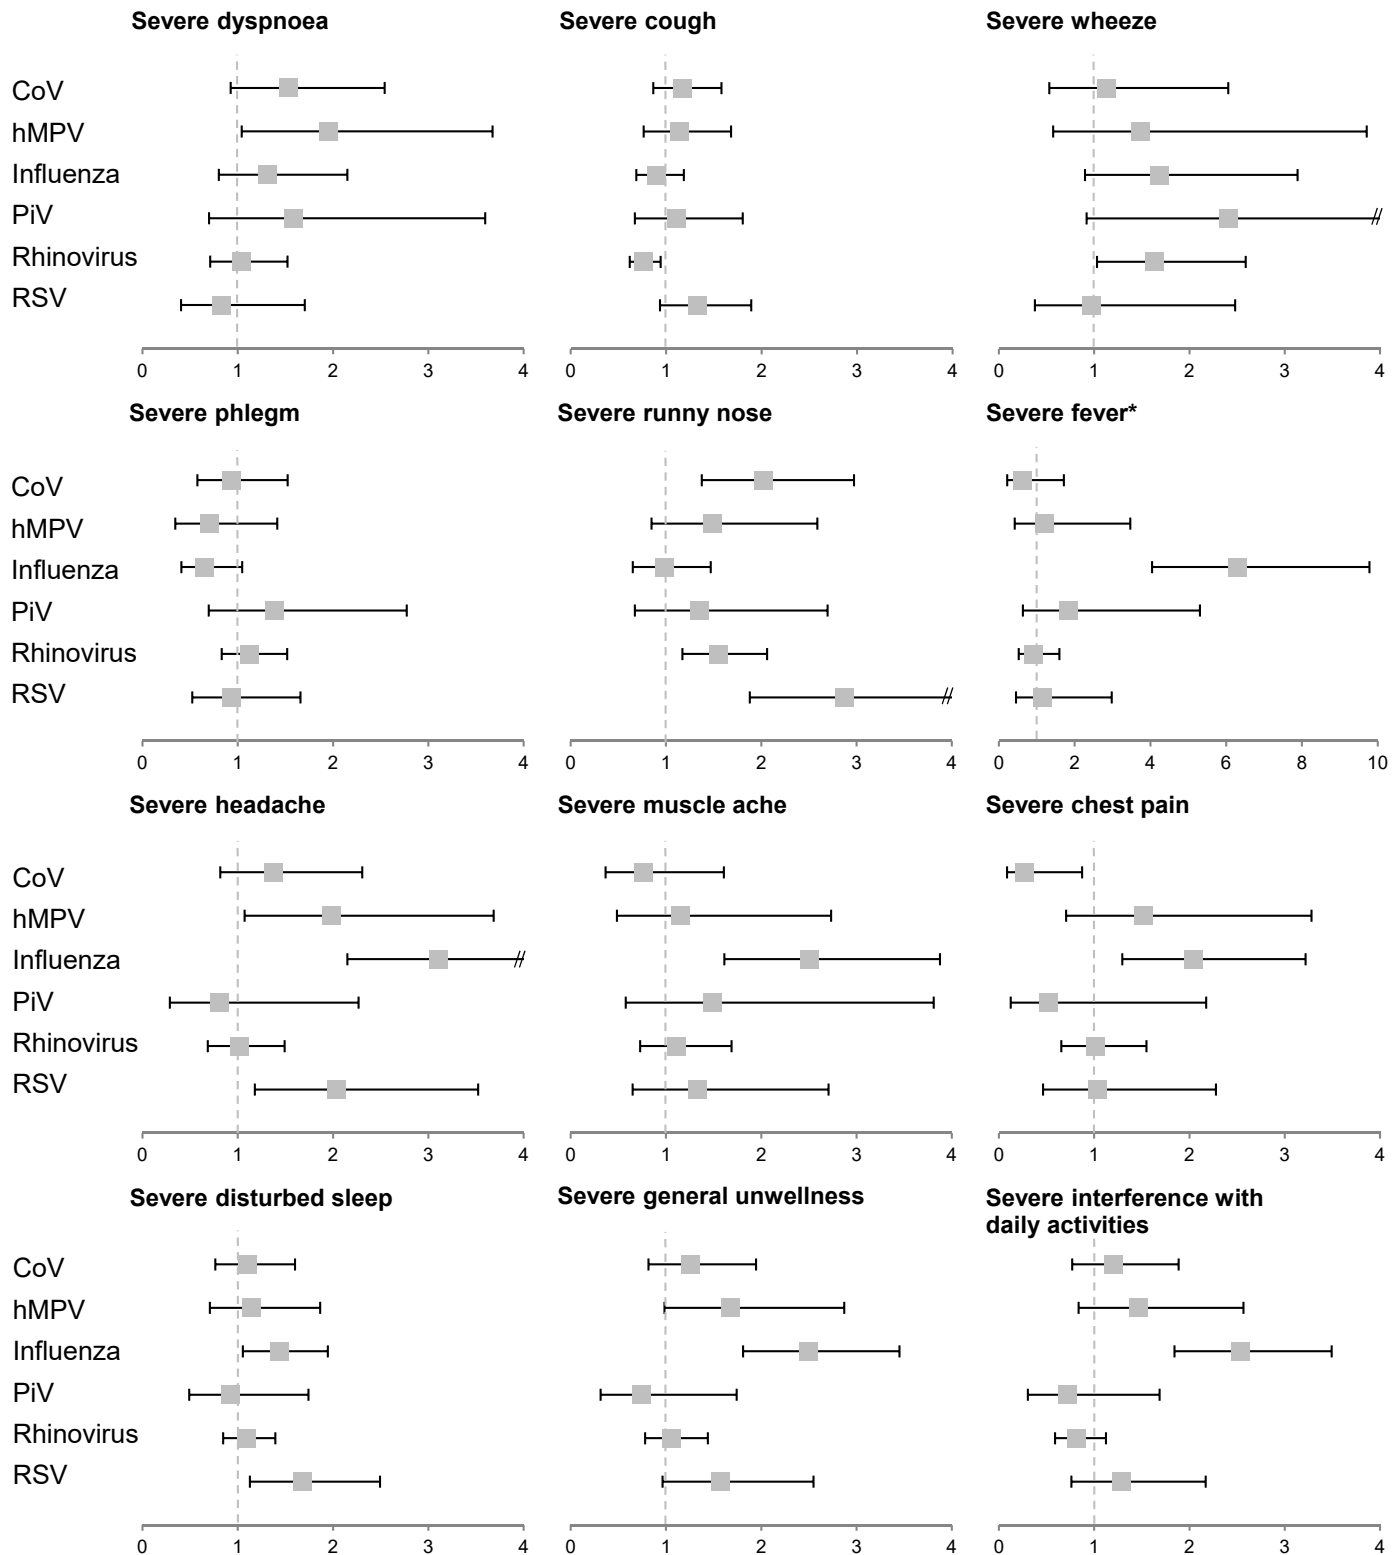 Severe dyspnoea Severe cough Severe wheeze
CoV
hMPV
Influenza
PiV
Rhinovirus
RSV
0 1 2 3 4 0 1 2 3 4 0 1 2 3 4
Severe phlegm Severe runny nose Severe fever*
CoV
hMPV
Influenza
PiV
Rhinovirus
RSV
0 1 2 3 4 0 1 2 3 4 0 2 4 6 8 10
Severe headache Severe muscle ache Severe chest pain
CoV
hMPV
Influenza
PiV
Rhinovirus
RSV
0 1 2 3 4 0 1 2 3 4 0 1 2 3 4
Severe disturbed sleep Severe general unwellness Severe interference with
daily activities
CoV
hMPV
Influenza
PiV
Rhinovirus
RSV
0 1 2 3 4 0 1 2 3 4 0 1 2 3 4